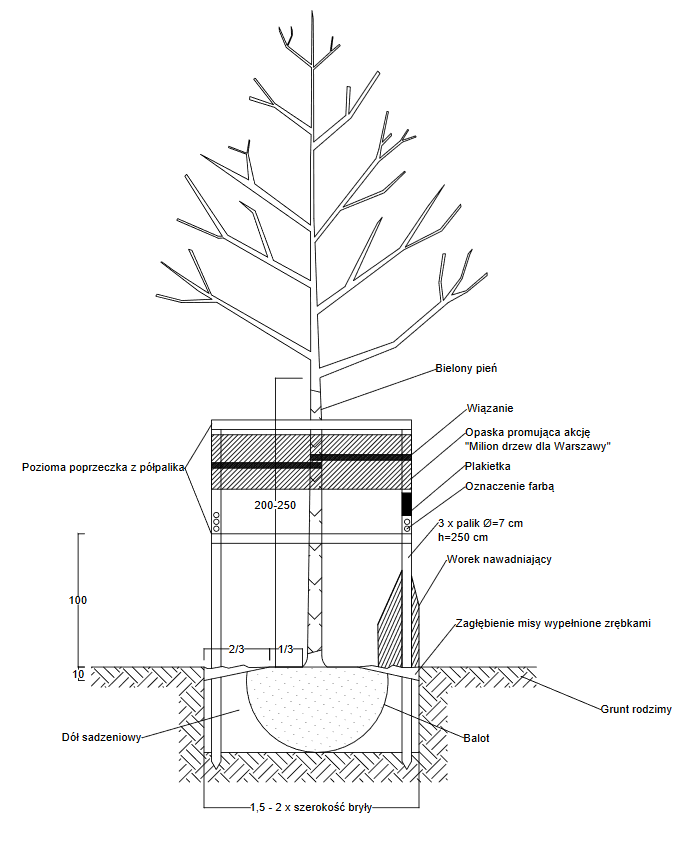 Bielony pień
Wiązanie
Opaska promująca akcję
"Milion drzew dla Warszawy"
Pozioma poprzeczka z półpalika
Plakietka
Oznaczenie farbą
200-250
3 x palik Ø=7 cm
h=250 cm
Worek nawadniający
100
Zagłębienie misy wypełnione zrębkami
2/3
1/3
10
Grunt rodzimy
Dół sadzeniowy
Balot
1,5 - 2 x szerokość bryły